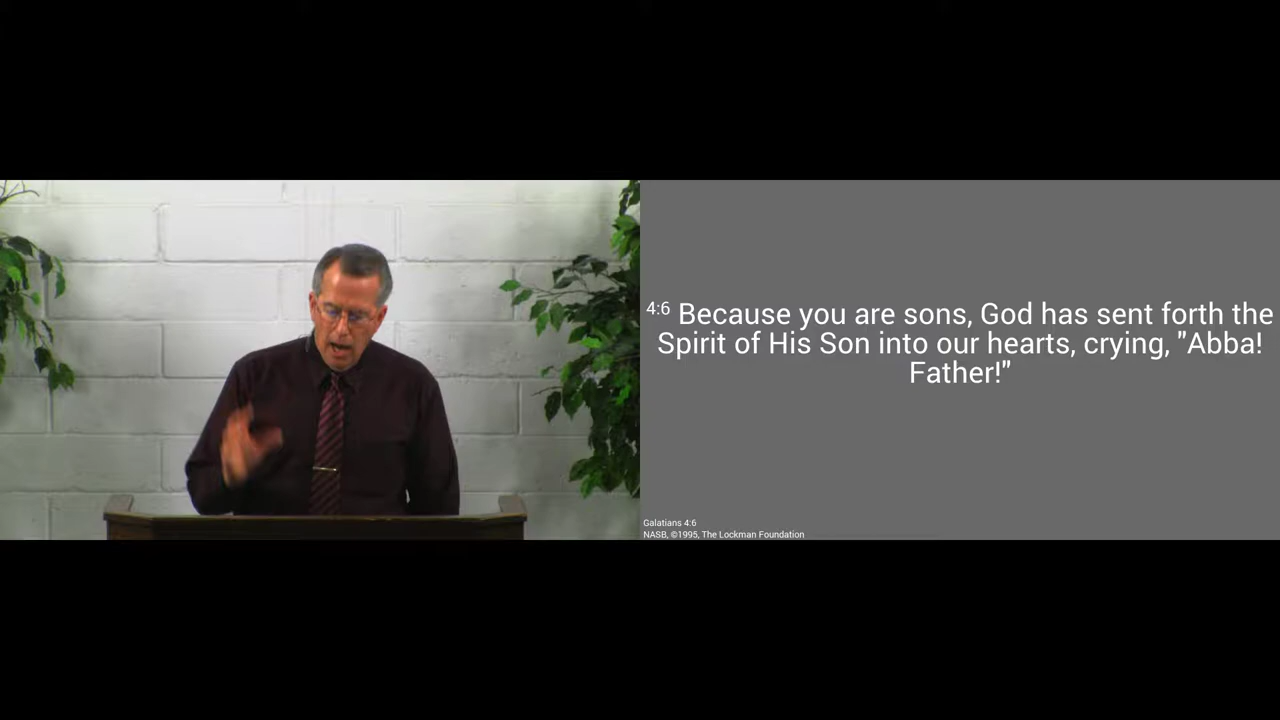 4:6 Because you are sons, God has sent forth the
Spirit of His Son into our hearts, crying, "Abba!
Father!"
Galatians 4:6
NASB, ©1995, The Lockman Foundation